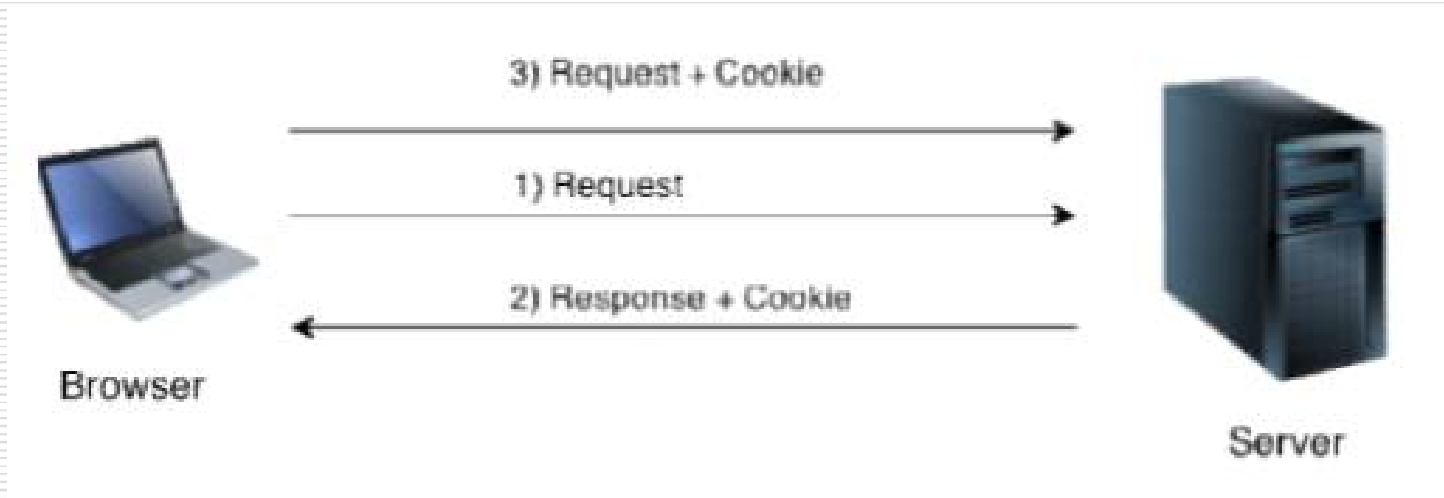 3) Request + Cookie
1) Request
2) Response + Cookie
Browser
Server